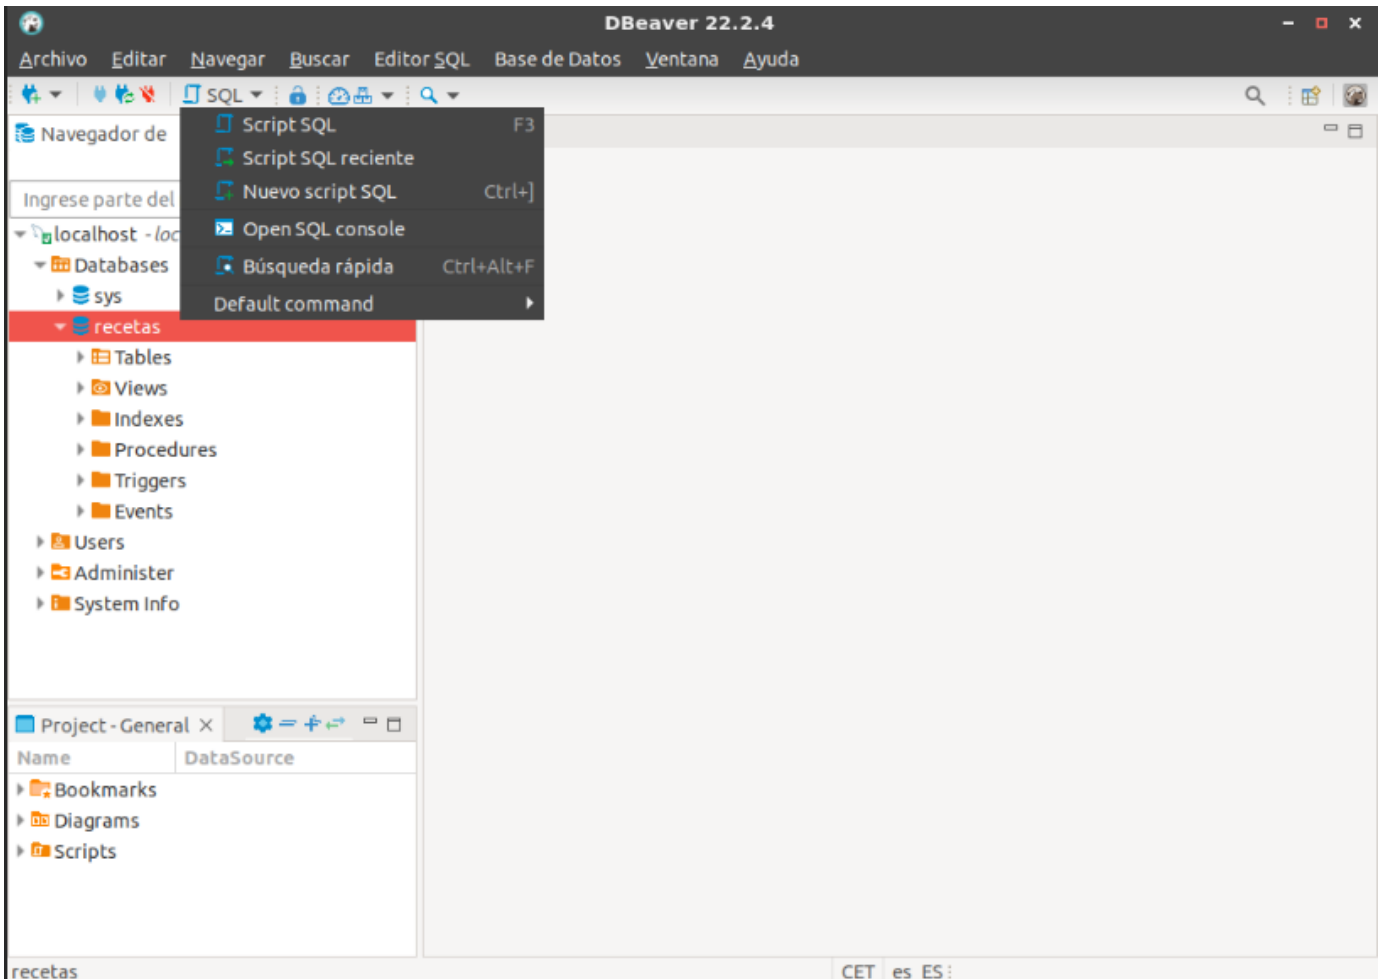 DBeaver 22.2.4
Archivo Editar Navegar Buscar Editor SQL Base de Datos Ventana Ayuda
SQL
Navegador de
Script SQL F3
Script SQL reciente
Nuevo script SQL Ctrl+]
Open SQL console
Búsqueda rápida Ctrl+Alt+F
Default command
Ingrese parte del
localhost - loc
Databases
sys
recetas
Tables
Views
Indexes
Procedures
Triggers
Events
Users
Administer
System Info
Project - General
Name DataSource
Bookmarks
Diagrams
Scripts
recetas CET es_ES